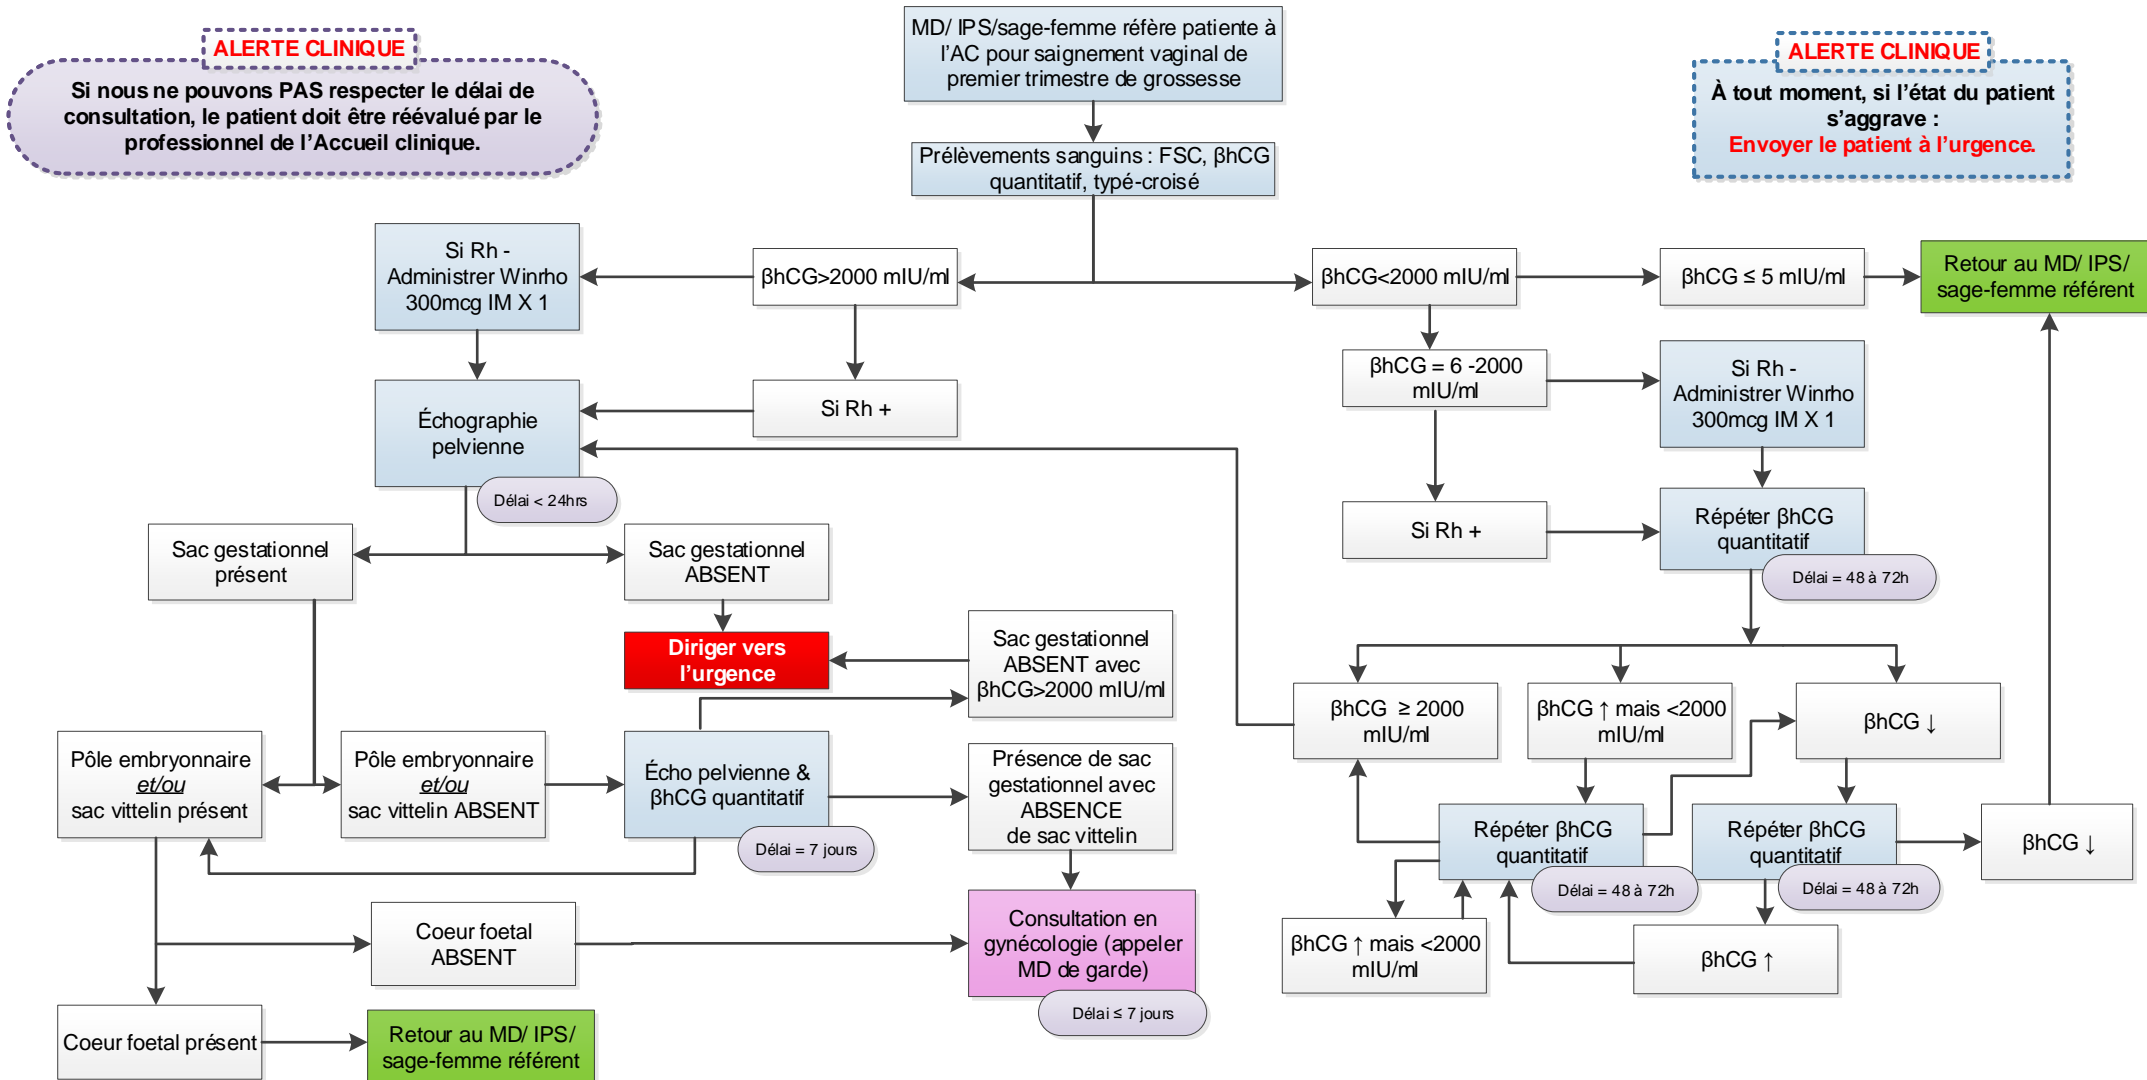 ALERTE CLINIQUE
Si nous ne pouvons PAS respecter le délai de
consultation, le patient doit être réévalué par le
professionnel de l'Accueil clinique.
MD/ IPS/sage-femme réfère patiente à
l'AC pour saignement vaginal de
premier trimestre de grossesse
ALERTE CLINIQUE
À tout moment, si l'état du patient
s'aggrave :
Envoyer le patient à l'urgence.
Prélèvements sanguins : FSC, βhCG
quantitatif, typé-croisé
Si Rh -
Administrer Winrho
300mcg IM X 1
βhCG>2000 mIU/ml
βhCG<2000 mIU/ml
βhCG ≤ 5 mIU/ml
Retour au MD/ IPS/
sage-femme référent
Échographie
pelvienne
Délai < 24hrs
Si Rh +
βhCG = 6 -2000
mIU/ml
Si Rh -
Administrer Winrho
300mcg IM X 1
Si Rh +
Répéter βhCG
quantitatif
Délai = 48 à 72h
Sac gestationnel
présent
Sac gestationnel
ABSENT
Diriger vers
l'urgence
Sac gestationnel
ABSENT avec
βhCG>2000 mIU/ml
βhCG ≥ 2000
mIU/ml
βhCG ↑ mais <2000
mIU/ml
βhCG ↓
Pôle embryonnaire
et/ou
sac vittelin présent
Pôle embryonnaire
et/ou
sac vittelin ABSENT
Écho pelvienne &
βhCG quantitatif
Délai = 7 jours
Présence de sac
gestationnel avec
ABSENCE
de sac vittelin
Répéter βhCG
quantitatif
Délai = 48 à 72h
Répéter βhCG
quantitatif
Délai = 48 à 72h
βhCG ↓
Coeur foetal
ABSENT
Consultation en
gynécologie (appeler
MD de garde)
Délai ≤ 7 jours
βhCG ↑ mais <2000
mIU/ml
βhCG ↑
Coeur foetal présent
Retour au MD/ IPS/
sage-femme référent